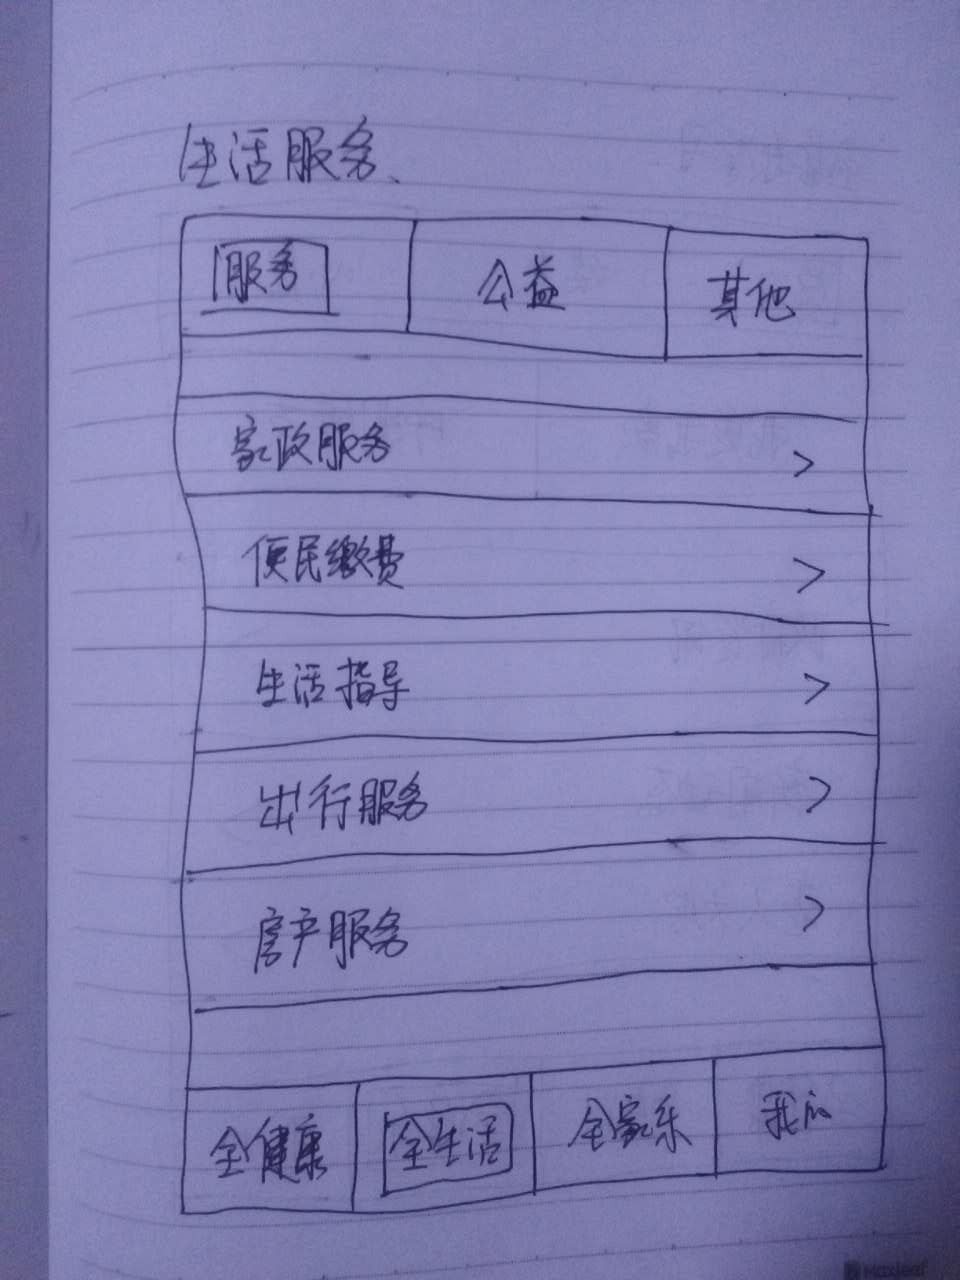 生活服务、
服务 公益 其他
家政服务 >
便民缴费 >
生活指导 >
出行服务 >
房产服务 >
全健康 全生活 全家乐 我的
Maxleaf